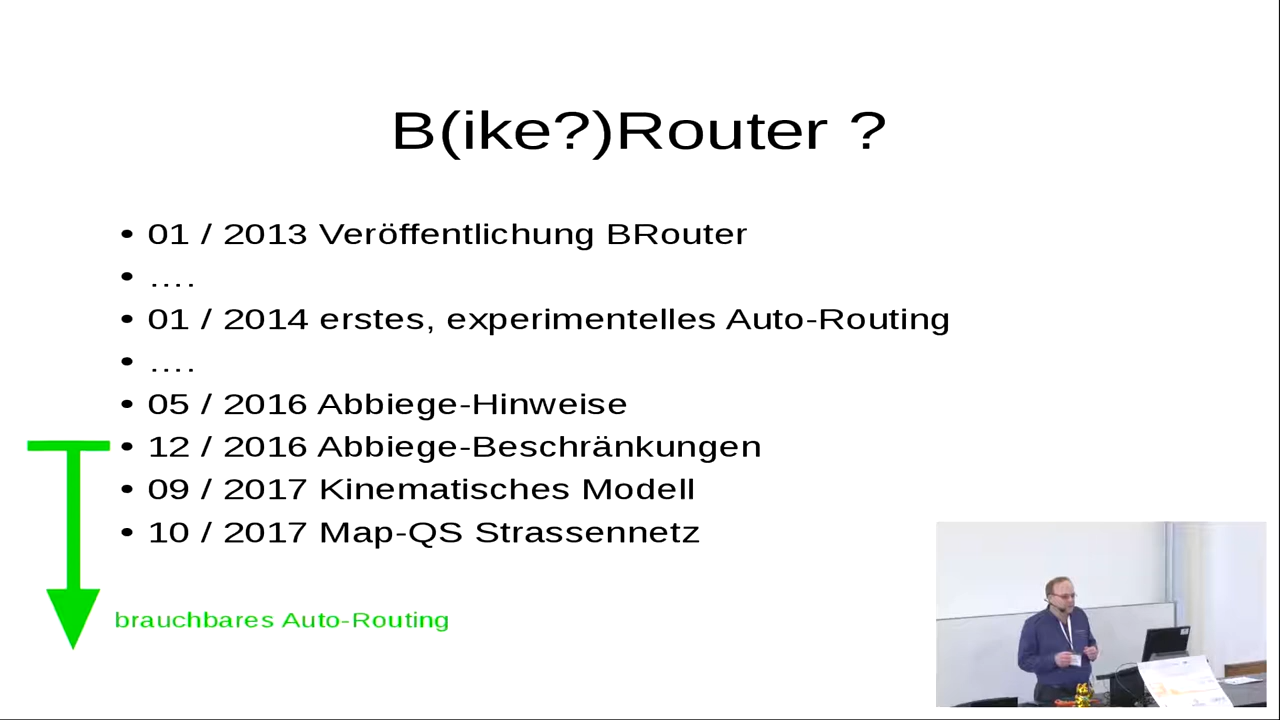 B(ike?)Router ?
• 01 / 2013 Veröffentlichung BRouter
• ....
• 01 / 2014 erstes, experimentelles Auto-Routing
• ....
• 05 / 2016 Abbiege-Hinweise
• 12 / 2016 Abbiege-Beschränkungen
• 09 / 2017 Kinematisches Modell
• 10 / 2017 Map-QS Strassennetz
brauchbares Auto-Routing